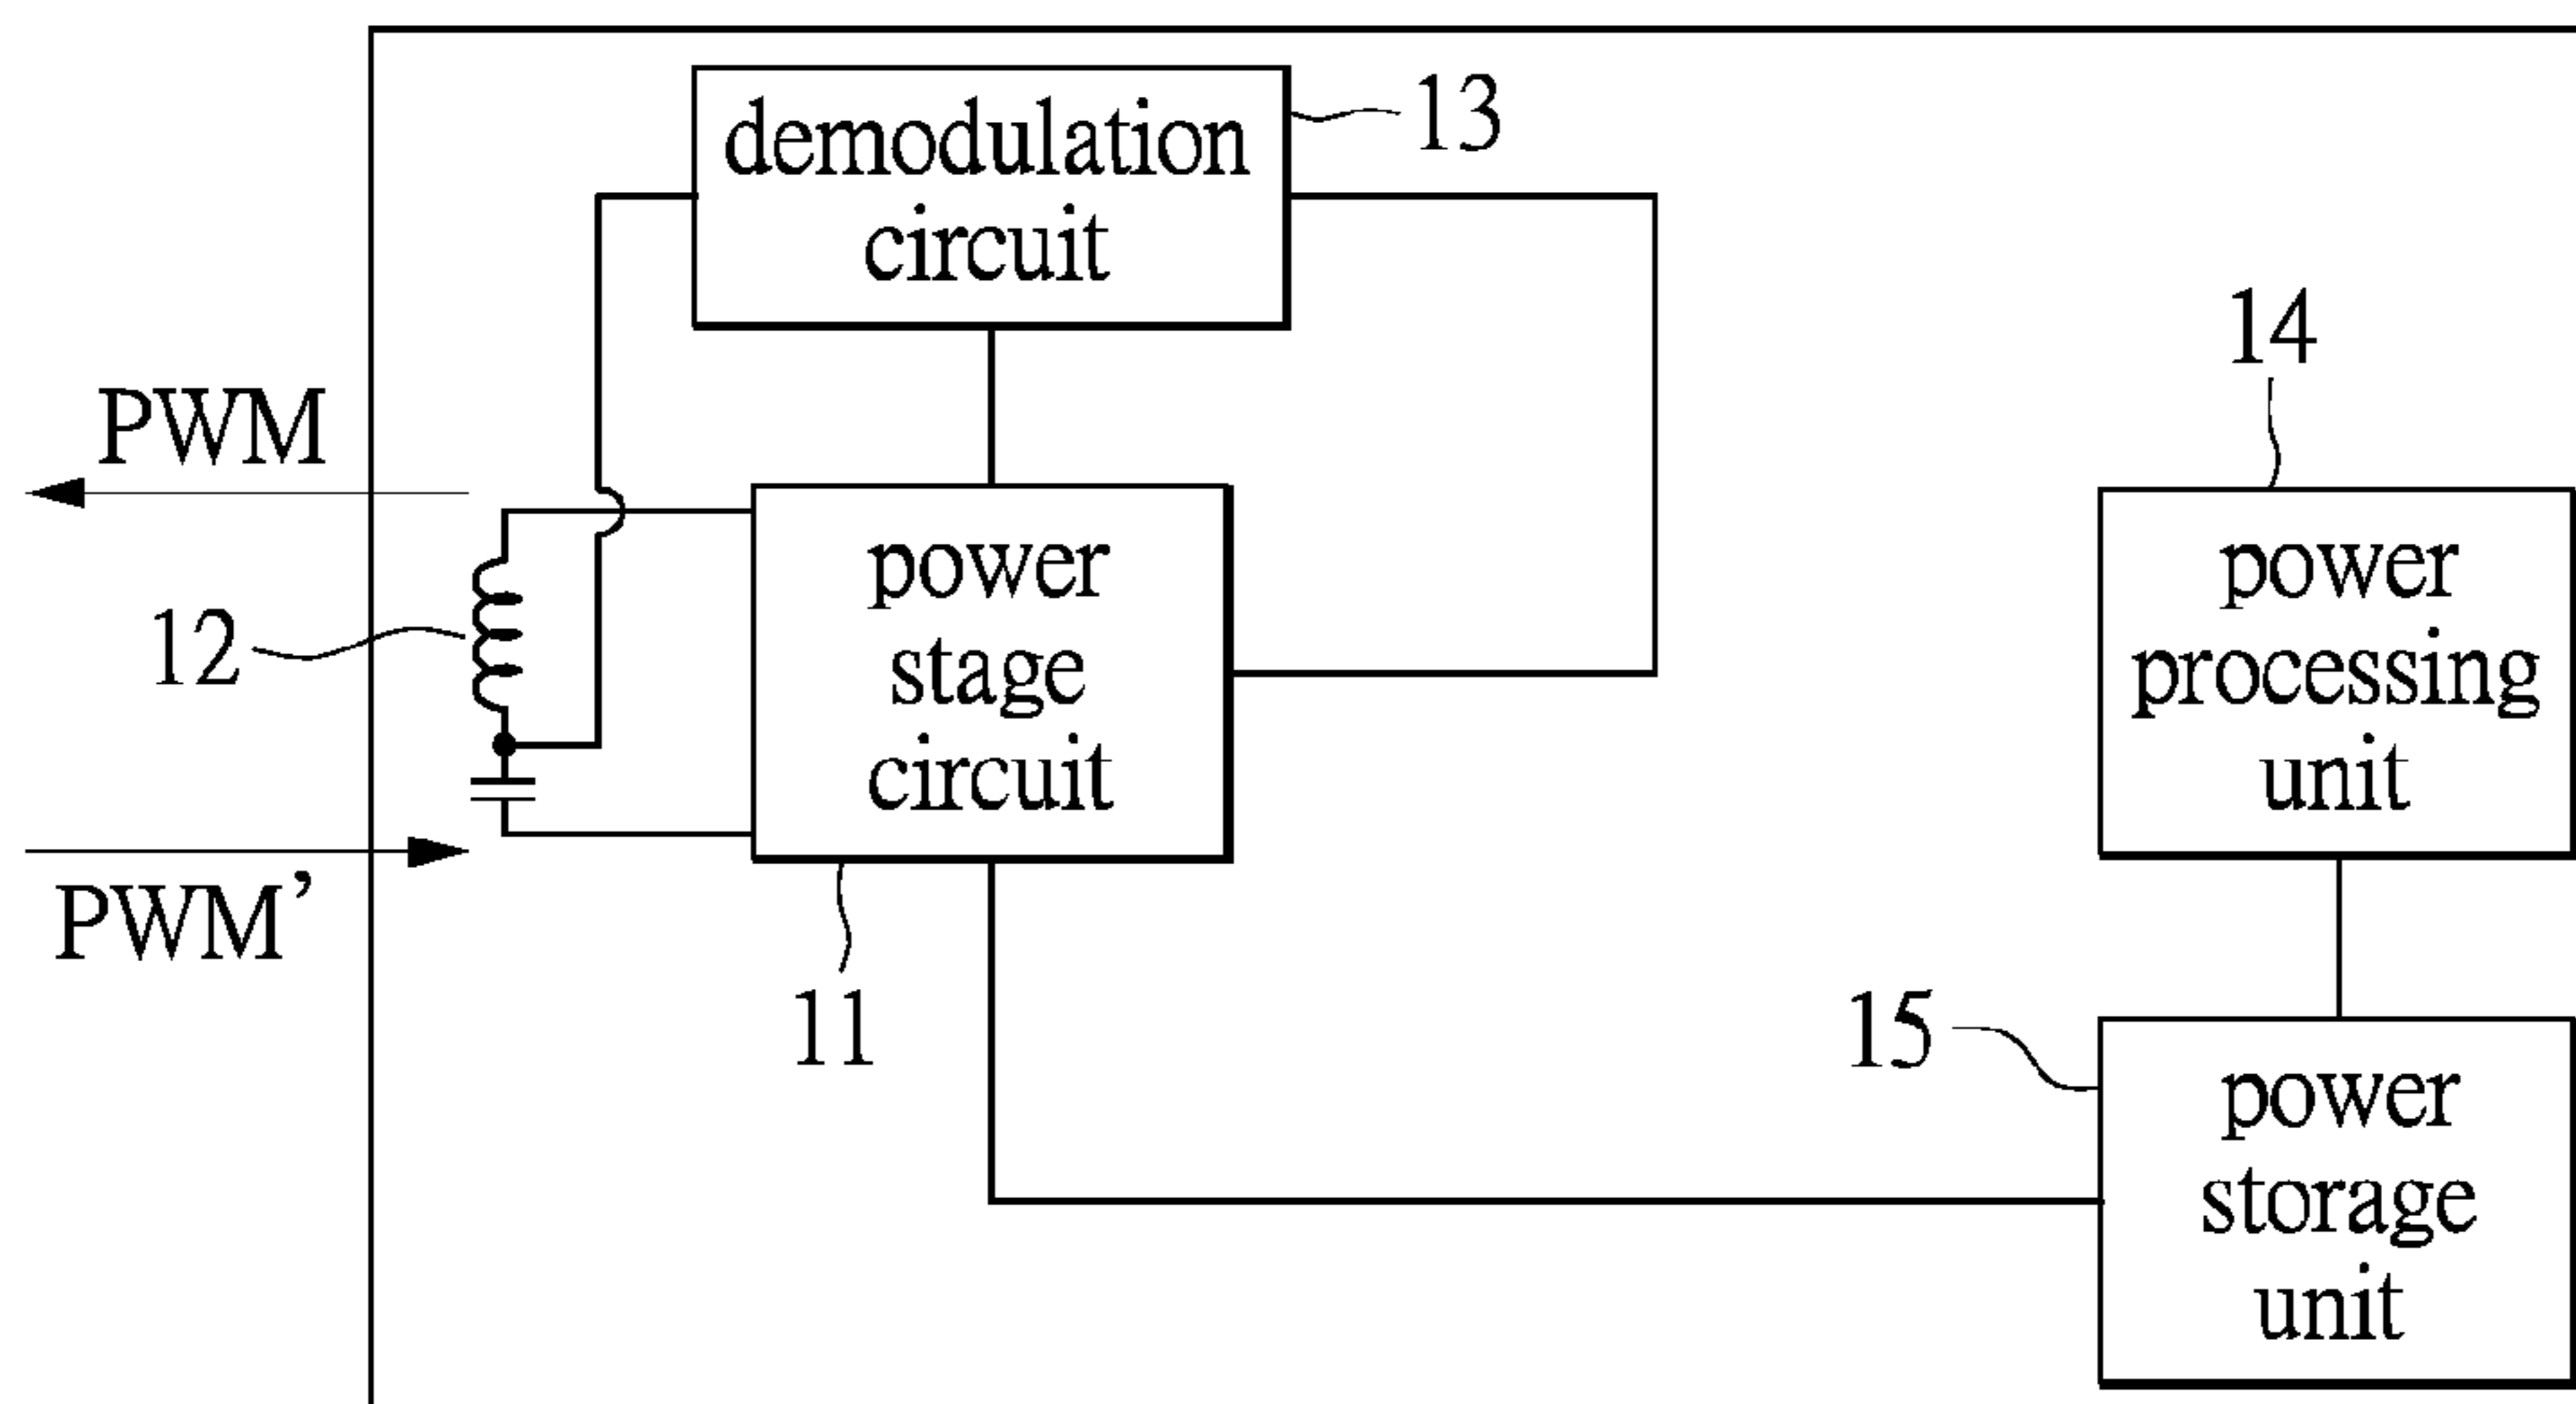 demodulation
circuit
13
14
PWM
power
stage
circuit
power
processing
unit
12
PWM’
11
15
power
storage
unit